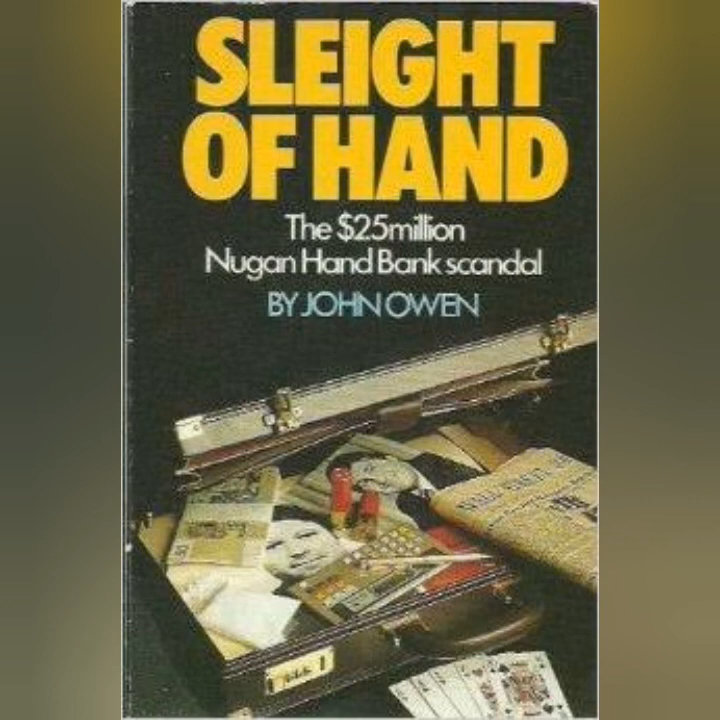 SLEIGHT
OF HAND
The $25million
Nugan Hand Bank scandal
BY JOHN OWEN